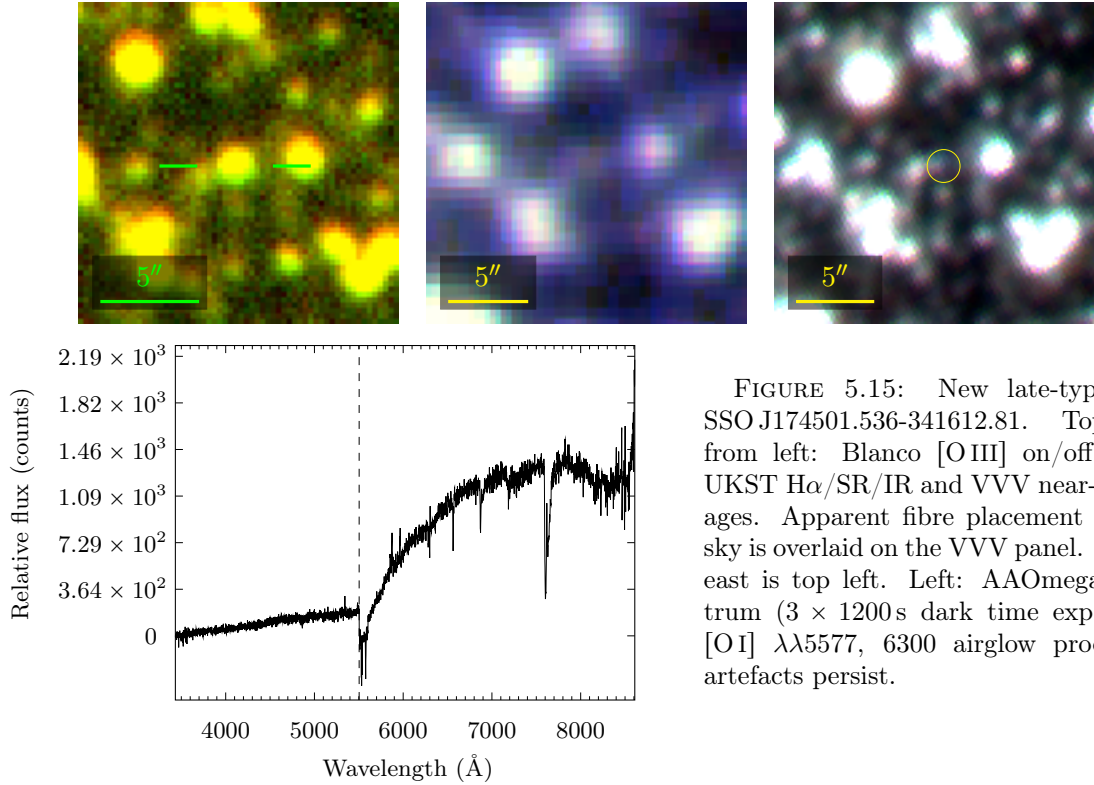 5″ 5″ 5″
2.19 × 10³
1.82 × 10³
1.46 × 10³
1.09 × 10³
7.29 × 10²
3.64 × 10²
0
Relative flux (counts)
4000 5000 6000 7000 8000
Wavelength (Å)
FIGURE 5.15: New late-typ
SSO J174501.536-341612.81. Top
from left: Blanco [O III] on/off
UKST Hα/SR/IR and VVV near-
ages. Apparent fibre placement
sky is overlaid on the VVV panel.
east is top left. Left: AAOmega
trum (3 × 1200 s dark time exp
[O I] λλ5577, 6300 airglow proc
artefacts persist.